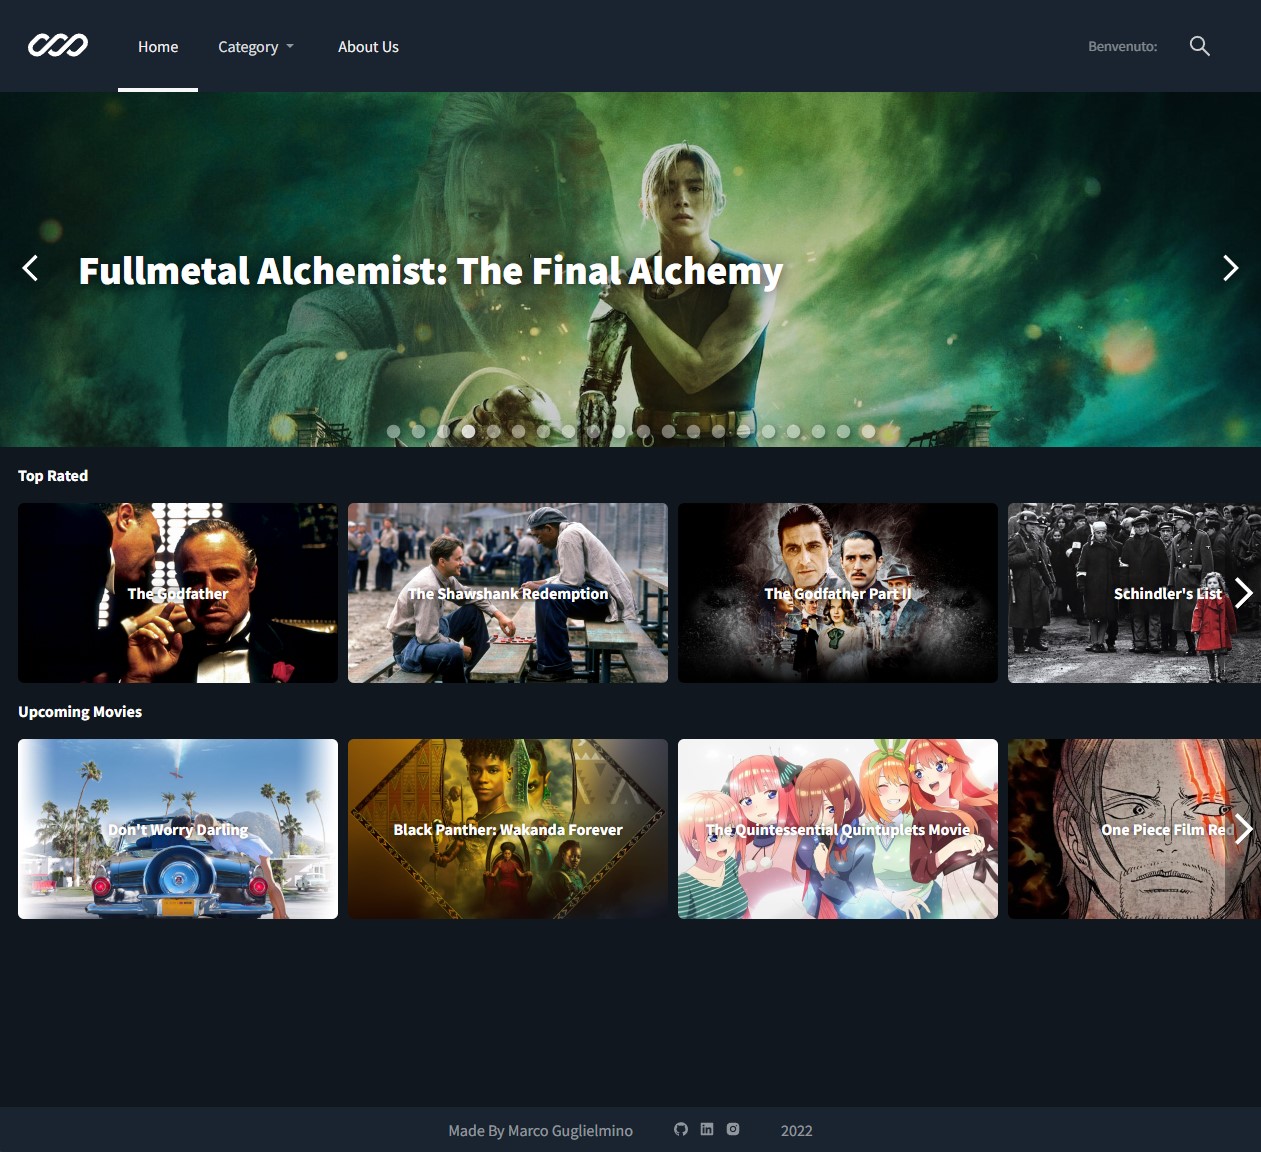 Home
Category
About Us
Benvenuto:
Fullmetal Alchemist: The Final Alchemy
Top Rated
The Godfather
The Shawshank Redemption
The Godfather Part II
Schindler's List
Upcoming Movies
Don't Worry Darling
Black Panther: Wakanda Forever
The Quintessential Quintuplets Movie
One Piece Film Red
Made By Marco Guglielmino
2022